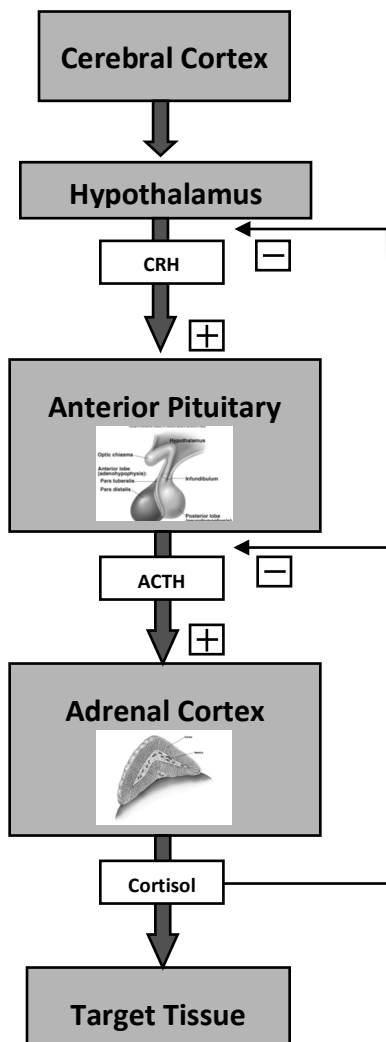 Cerebral Cortex
Hypothalamus
CRH
Anterior Pituitary
Hypothalamus
Optic chiasma
Anterior lobe
(adenohypophysis):
Pars tuberalis
Pars distalis
Infundibulum
Posterior lobe
ACTH
Adrenal Cortex
Cortisol
Target Tissue